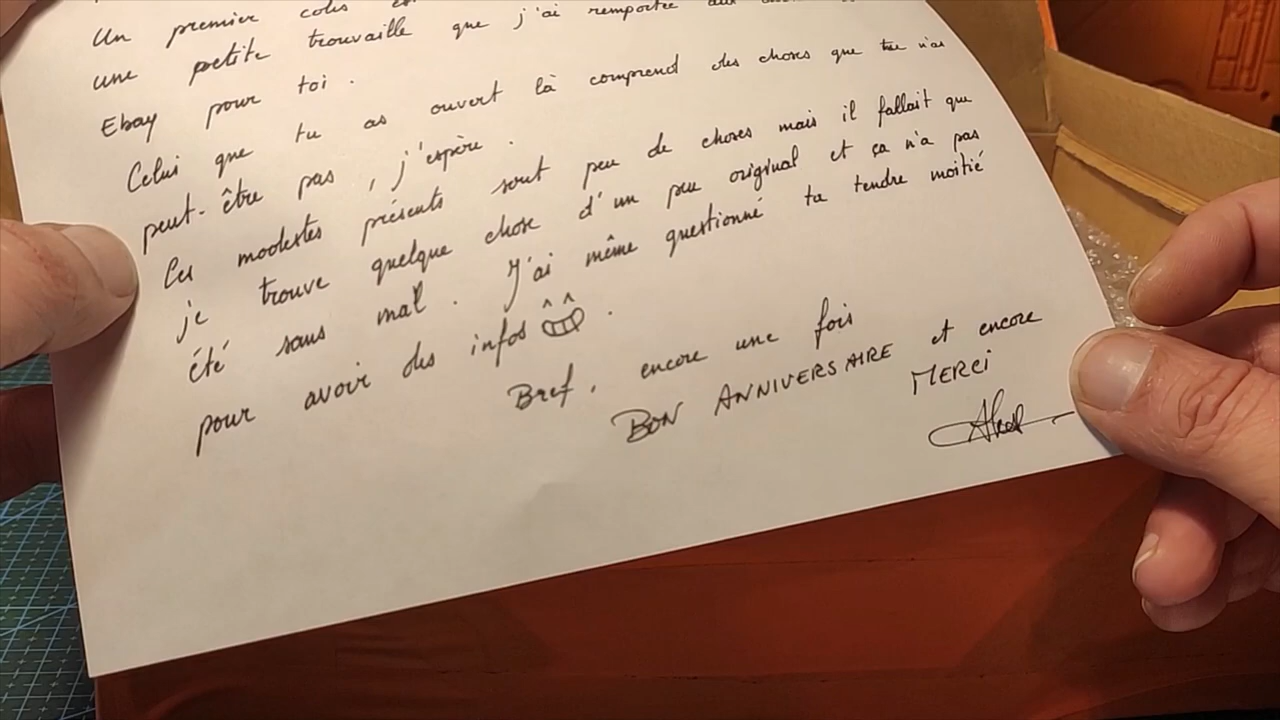 Un premier colis
une petite trouvaille que j'ai remportée aux
Ebay pour toi.
Celui que tu as ouvert là comprend des choses que tu n'as
peut-être pas, j'espère.
Ces modestes présents sont peu de choses mais il fallait que
je trouve quelque chose d'un peu original et ça n'a pas
été sans mal. J'ai même questionné ta tendre moitié
pour avoir des infos.
Bref, encore une fois
BON ANNIVERSAIRE et encore
MERCi